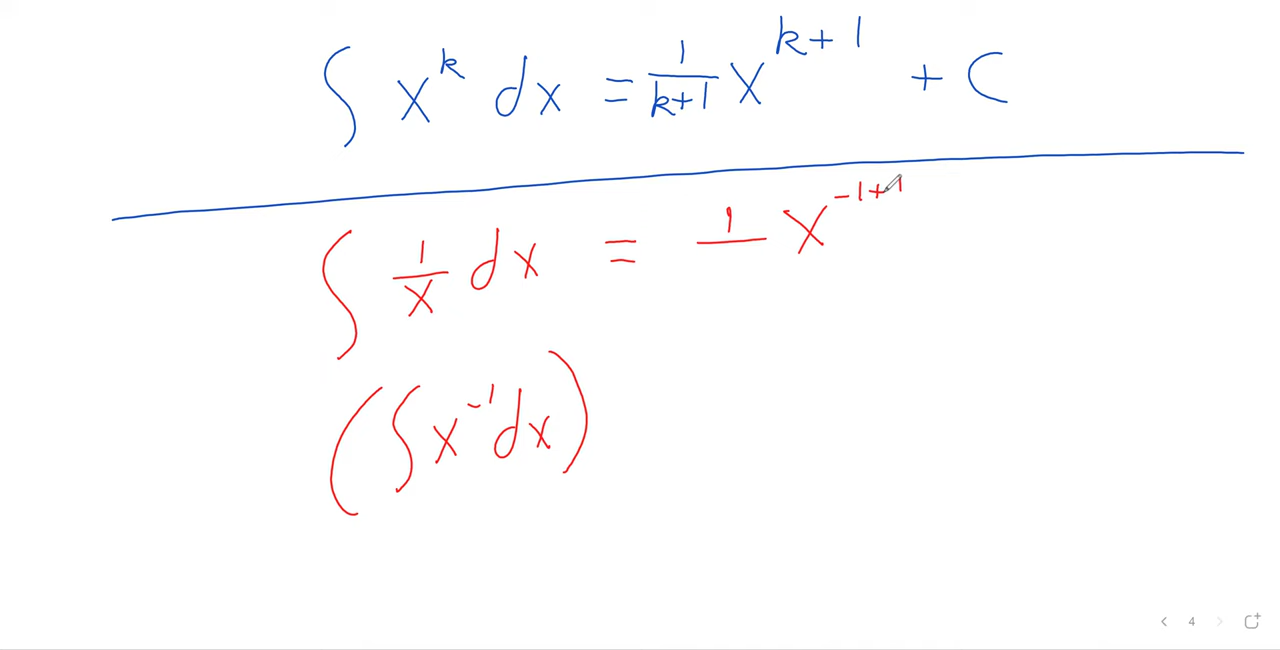 ∫ x^k dx = 1/(k+1) x^(k+1) + C
∫ 1/x dx = 1/ x^(-1+1)
(∫ x^(-1) dx)
< 4 >